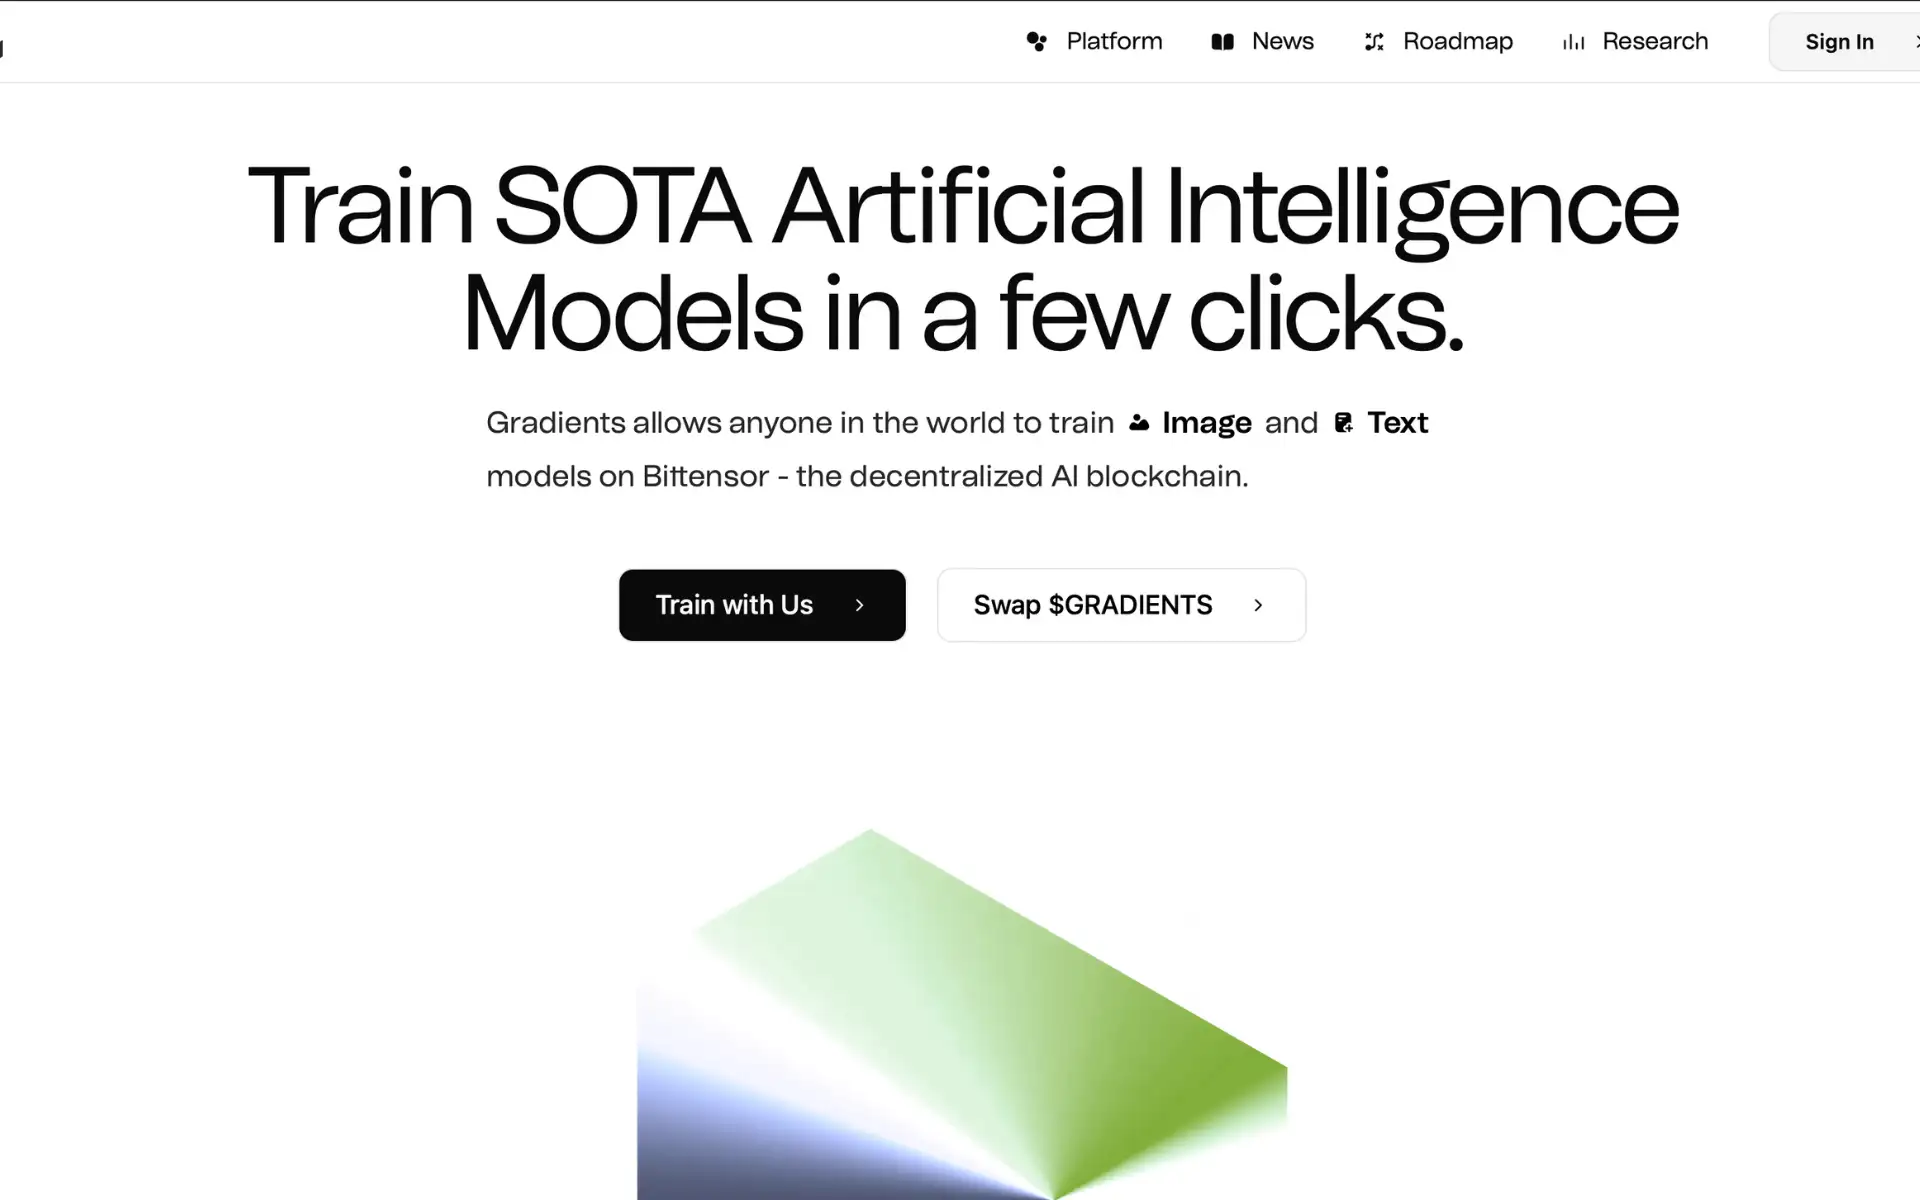 Platform
News
Roadmap
Research
Sign In
Train SOTA Artificial Intelligence
Models in a few clicks.
Gradients allows anyone in the world to train Image and Text
models on Bittensor - the decentralized AI blockchain.
Train with Us
Swap $GRADIENTS